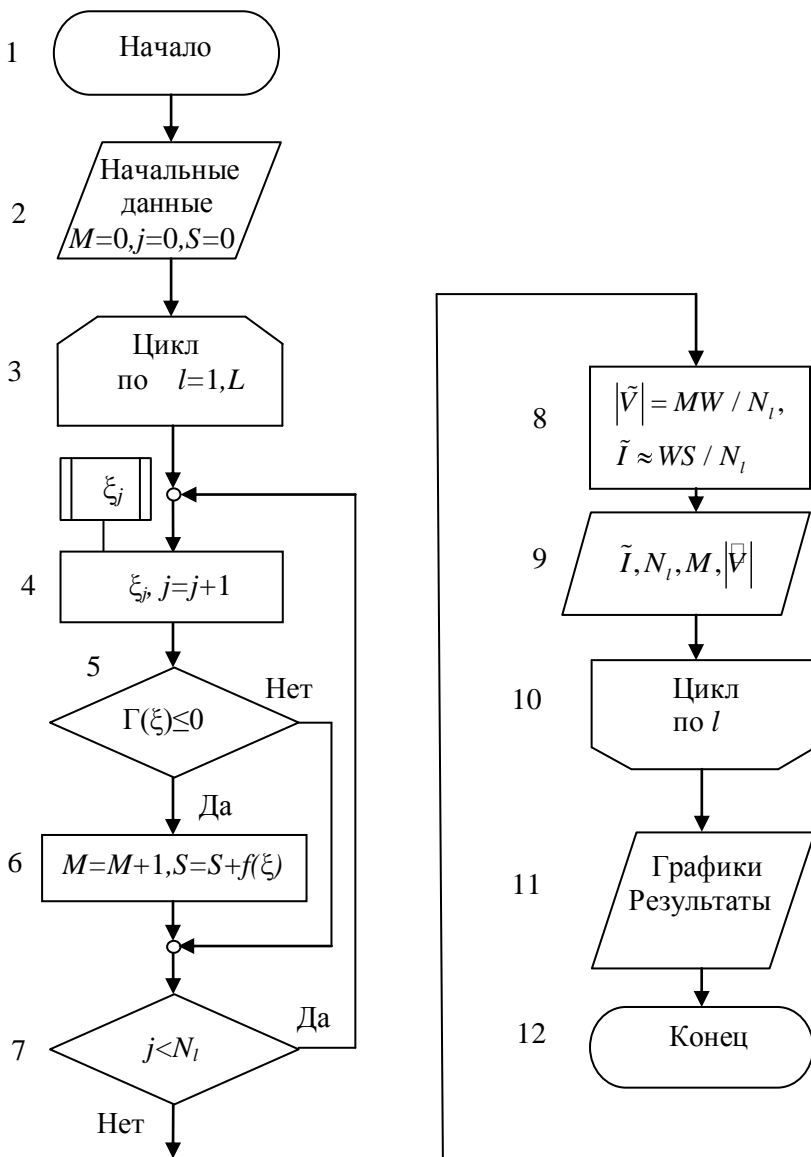 1
Начало
2
Начальные
данные
M=0,j=0,S=0
3
Цикл
по l=1,L
ξj
4
ξj, j=j+1
5
Γ(ξ)≤0
Нет
Да
6
M=M+1,S=S+f(ξ)
7
j<Nl
Да
Нет
8
|Ṽ| = MW / Nl,
Ĩ ≈ WS / Nl
9
Ĩ, Nl, M, |V|
10
Цикл
по l
11
Графики
Результаты
12
Конец